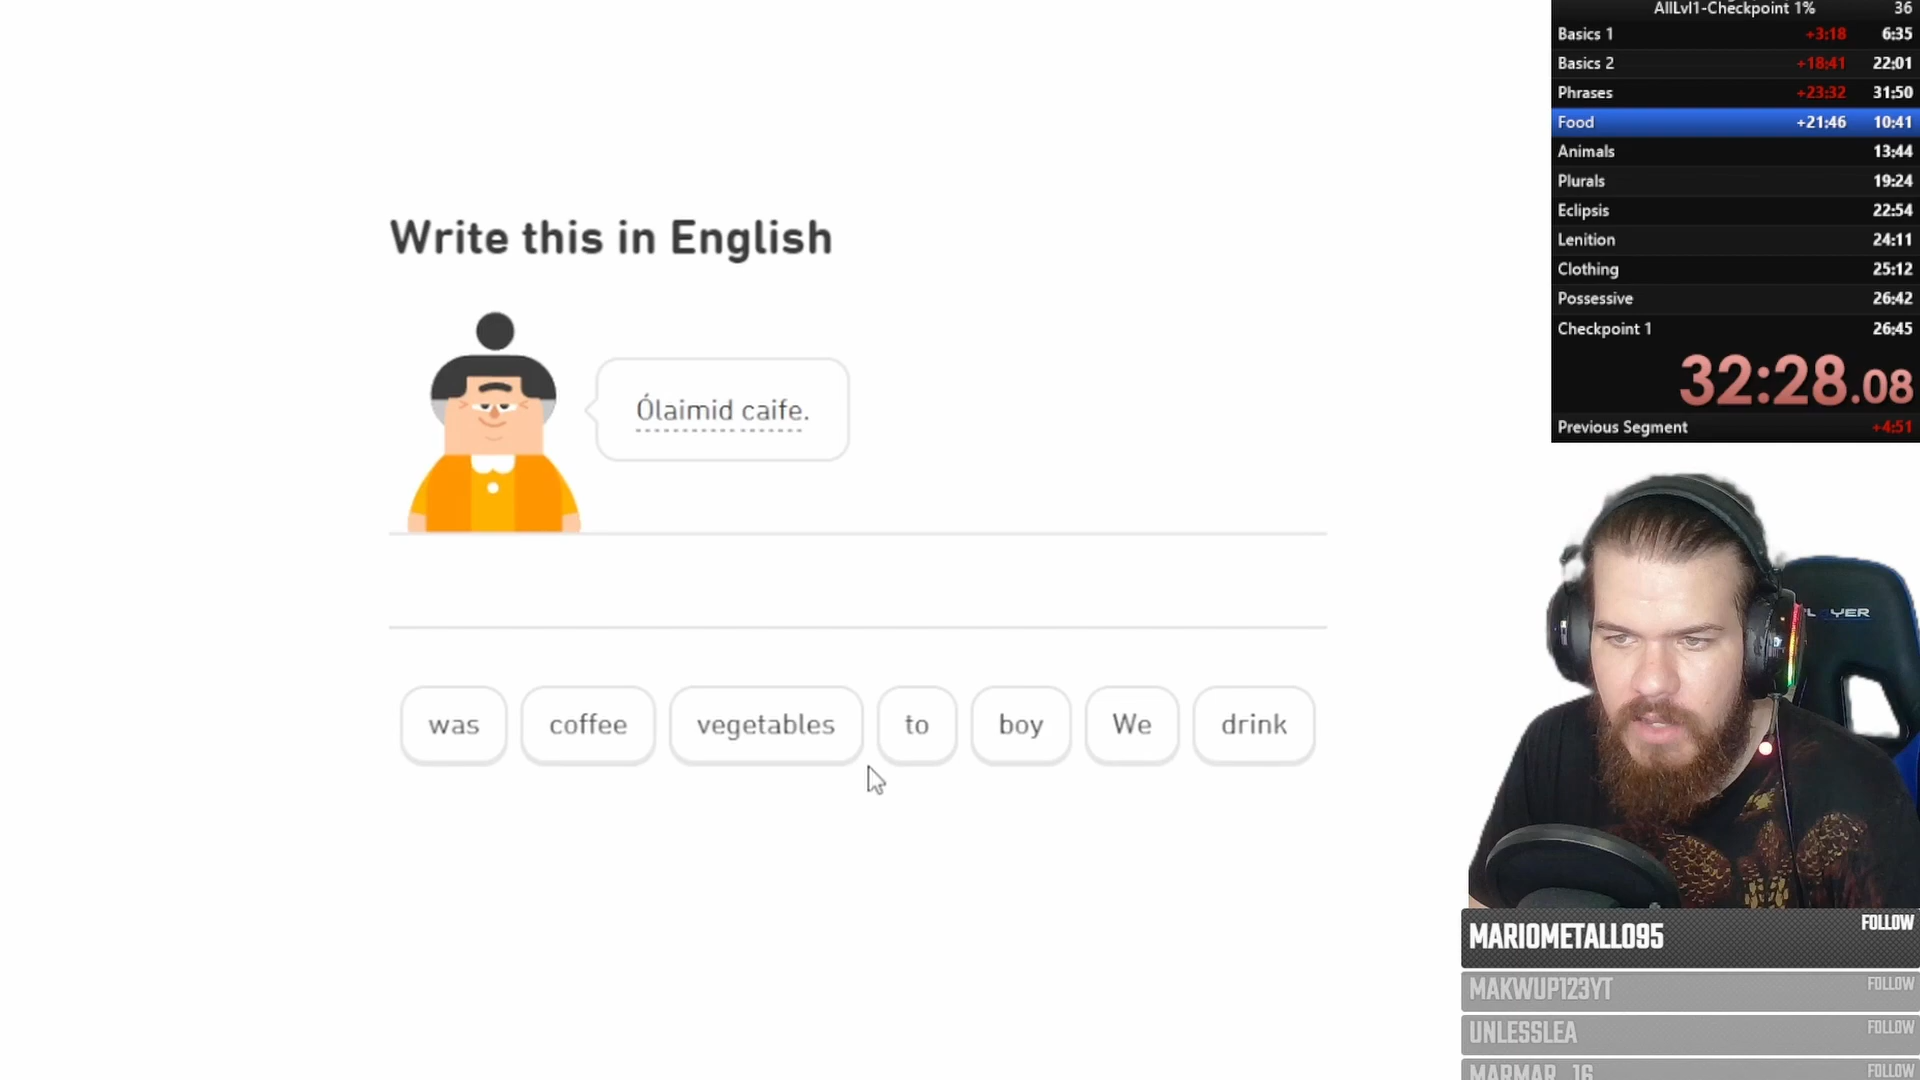 AllLvl1-Checkpoint 1% 36
Basics 1 +3:18 6:35
Basics 2 +18:41 22:01
Phrases +23:32 31:50
Food +21:46 10:41
Animals 13:44
Plurals 19:24
Eclipsis 22:54
Lenition 24:11
Clothing 25:12
Possessive 26:42
Checkpoint 1 26:45
32:28.08
Previous Segment +4:51
Write this in English
Ólaimid caife.
was coffee vegetables to boy We drink
MARIOMETALLO95 FOLLOW
MAKWUP123YT FOLLOW
UNLESSLEA FOLLOW
MARMAR_16 FOLLOW